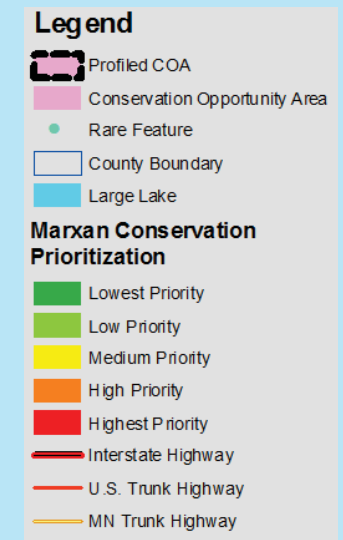 Legend
Profiled COA
Conservation Opportunity Area
Rare Feature
County Boundary
Large Lake
Marxan Conservation
Prioritization
Lowest Priority
Low Priority
Medium Priority
High Priority
Highest Priority
Interstate Highway
U.S. Trunk Highway
MN Trunk Highway